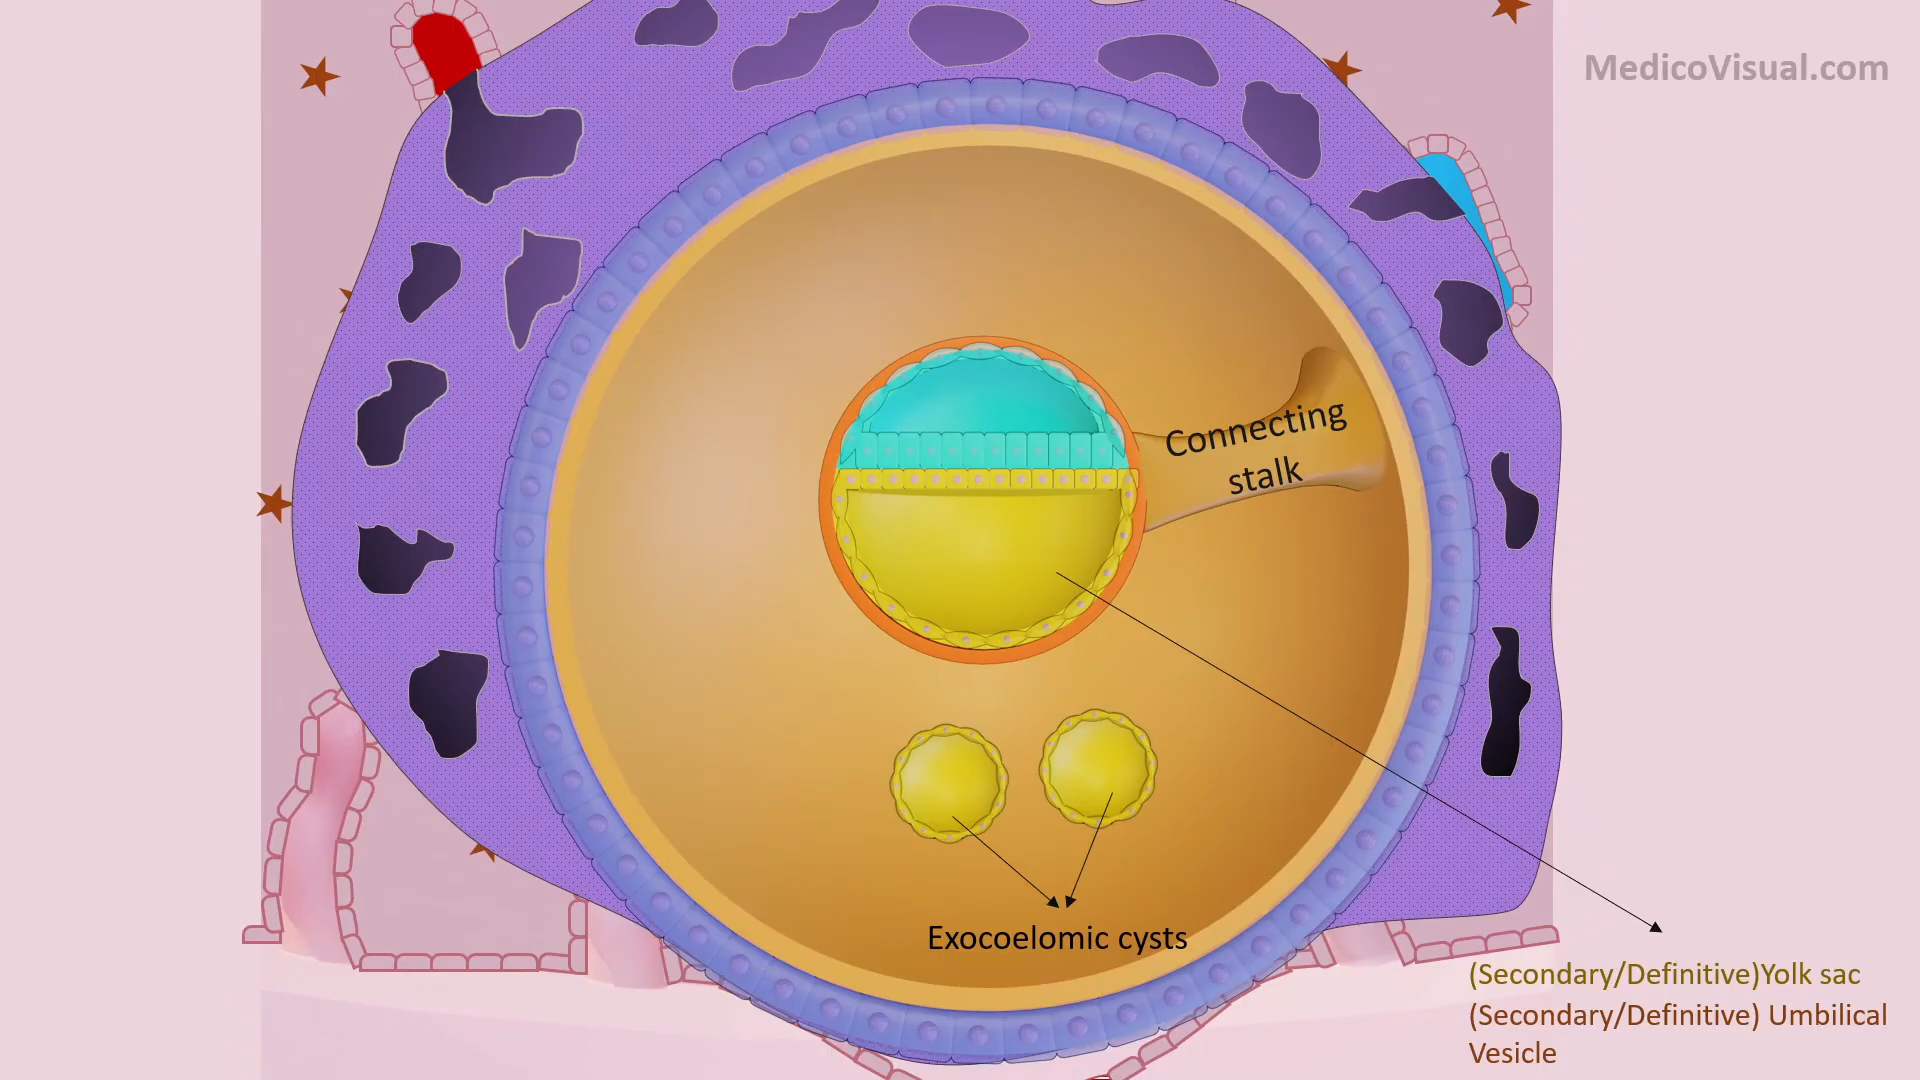 MedicoVisual.com
Connecting
stalk
Exocoelomic cysts
(Secondary/Definitive)Yolk sac
(Secondary/Definitive) Umbilical
Vesicle